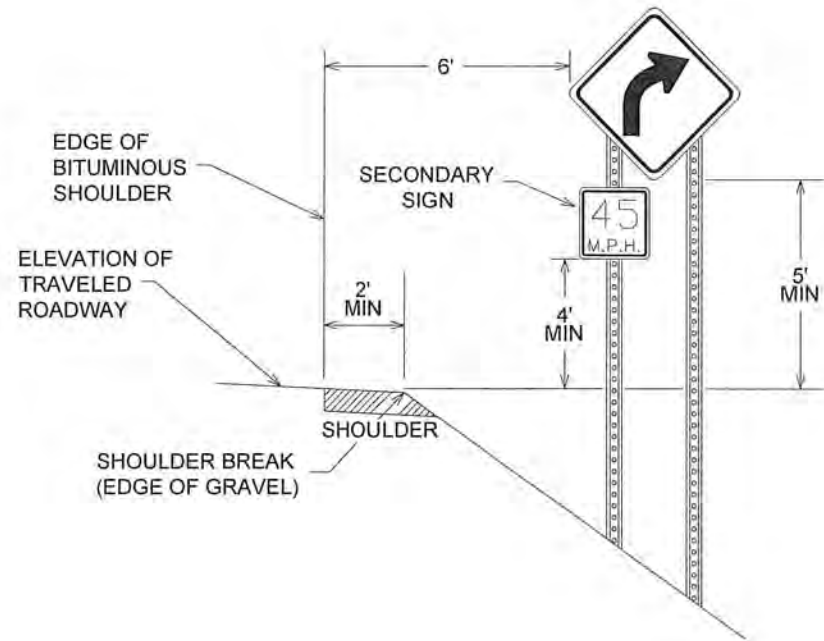 6'
EDGE OF
BITUMINOUS
SHOULDER
SECONDARY
SIGN
45
M.P.H.
ELEVATION OF
TRAVELED
ROADWAY
2'
MIN
4'
MIN
5'
MIN
SHOULDER
SHOULDER BREAK
(EDGE OF GRAVEL)